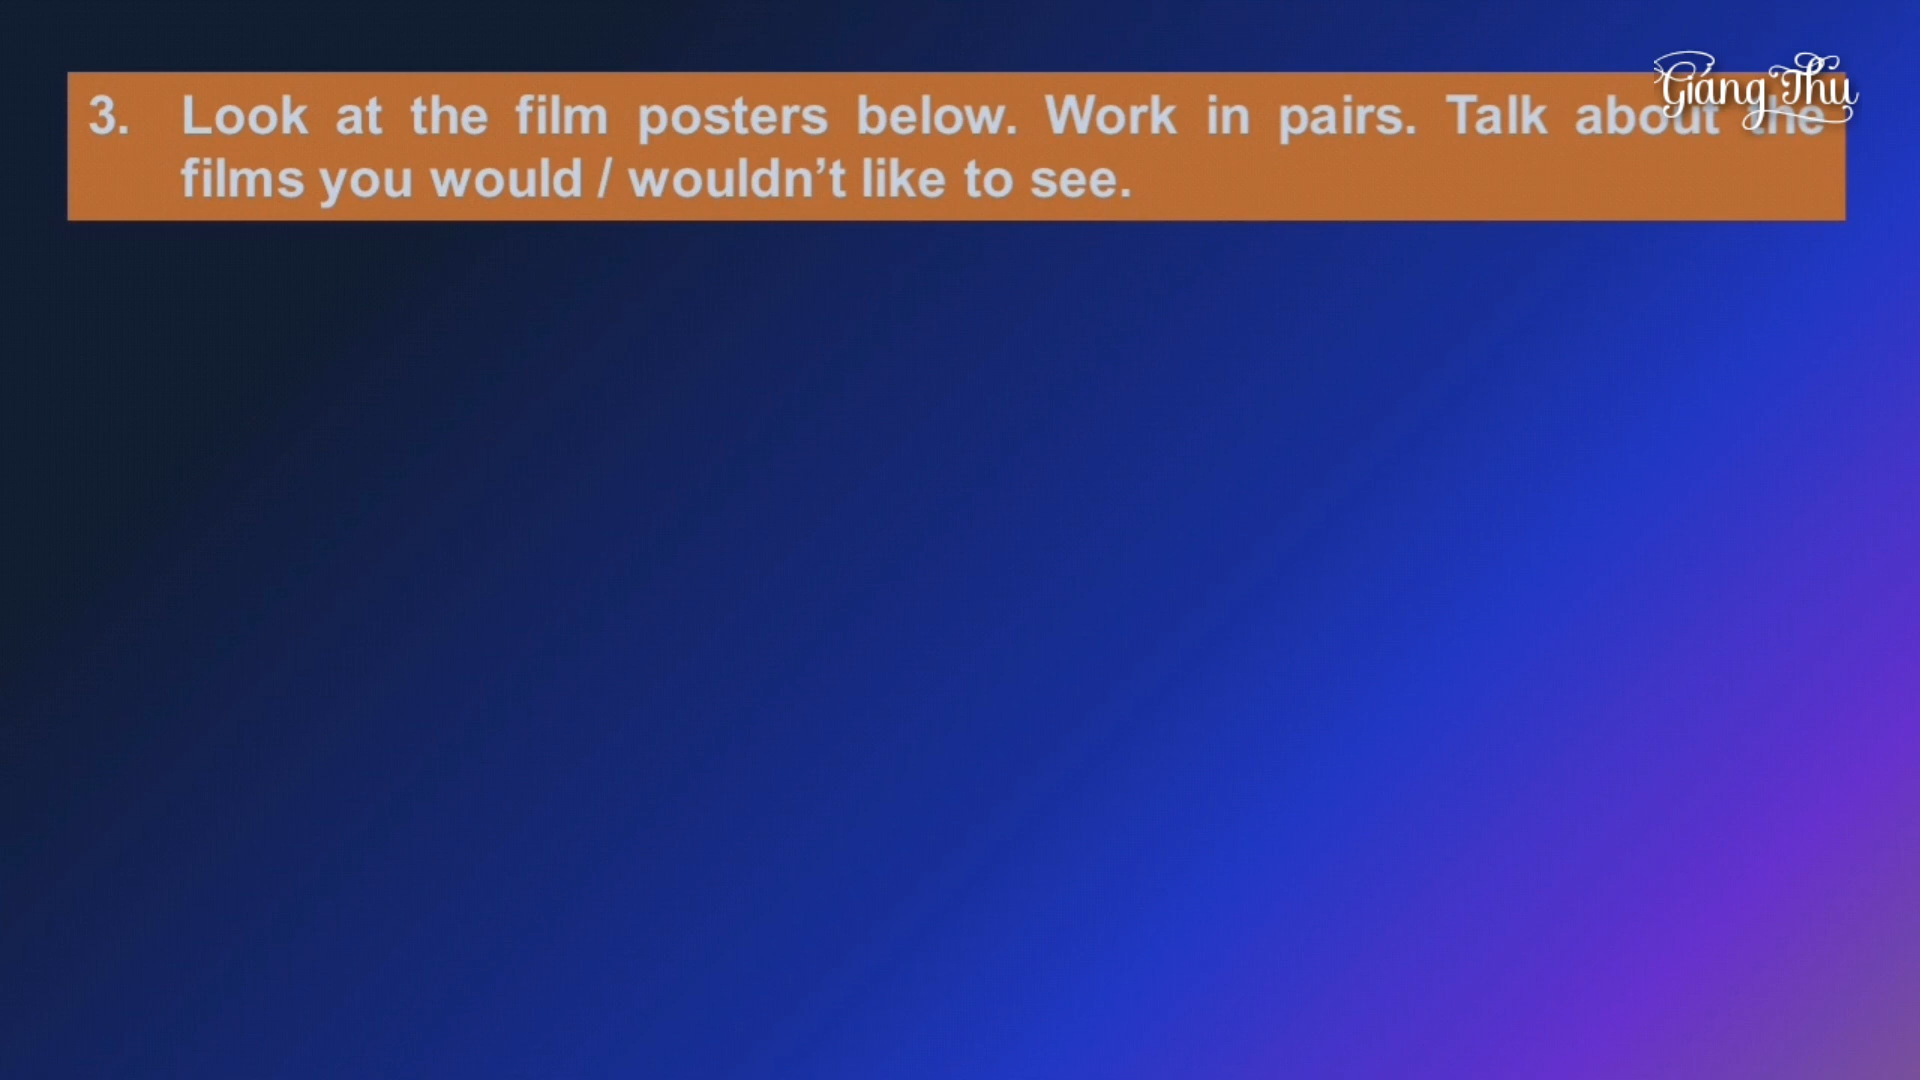 Giáng Thu
3. Look at the film posters below. Work in pairs. Talk about the
films you would / wouldn’t like to see.